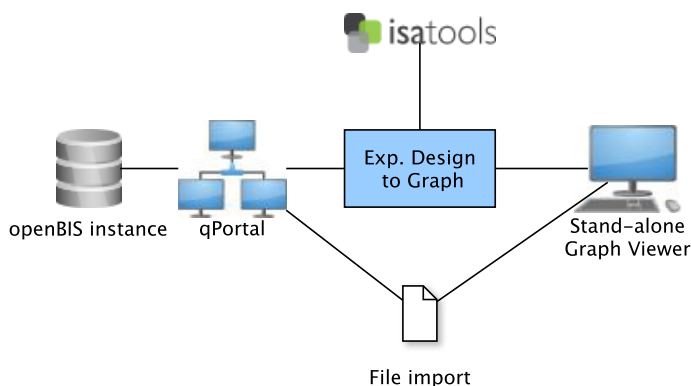 isatools
Exp. Design
to Graph
openBIS instance
qPortal
Stand-alone
Graph Viewer
File import